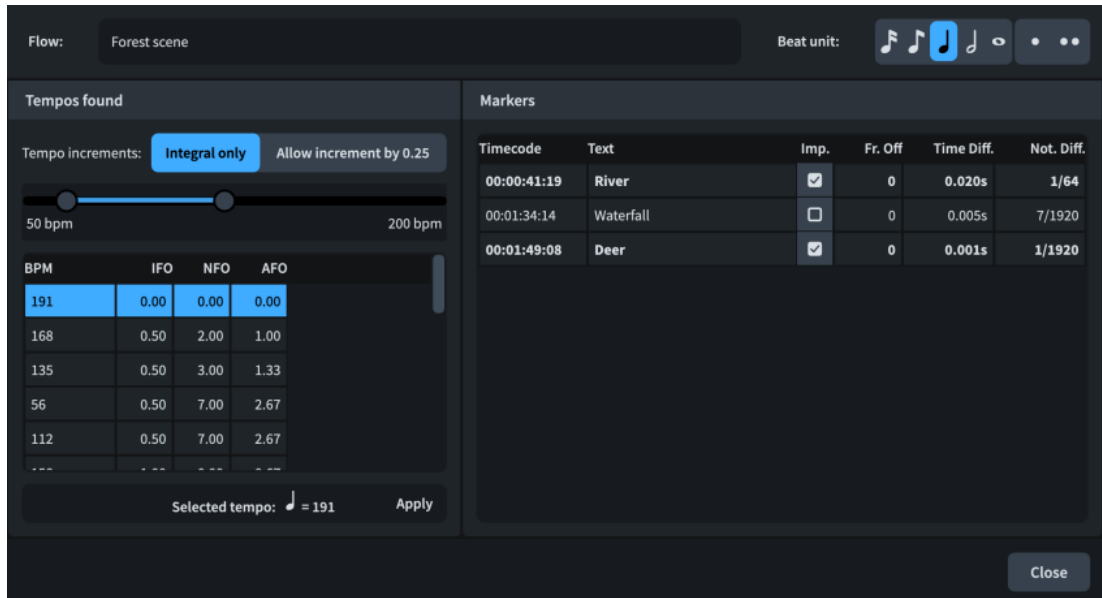 Flow: Forest scene Beat unit:
Tempos found
Tempo increments: Integral only Allow increment by 0.25
50 bpm 200 bpm
BPM IFO NFO AFO
191 0.00 0.00 0.00
168 0.50 2.00 1.00
135 0.50 3.00 1.33
56 0.50 7.00 2.67
112 0.50 7.00 2.67
Selected tempo: = 191 Apply
Markers
Timecode Text Imp. Fr. Off Time Diff. Not. Diff.
00:00:41:19 River 0 0.020s 1/64
00:01:34:14 Waterfall 0 0.005s 7/1920
00:01:49:08 Deer 0 0.001s 1/1920
Close